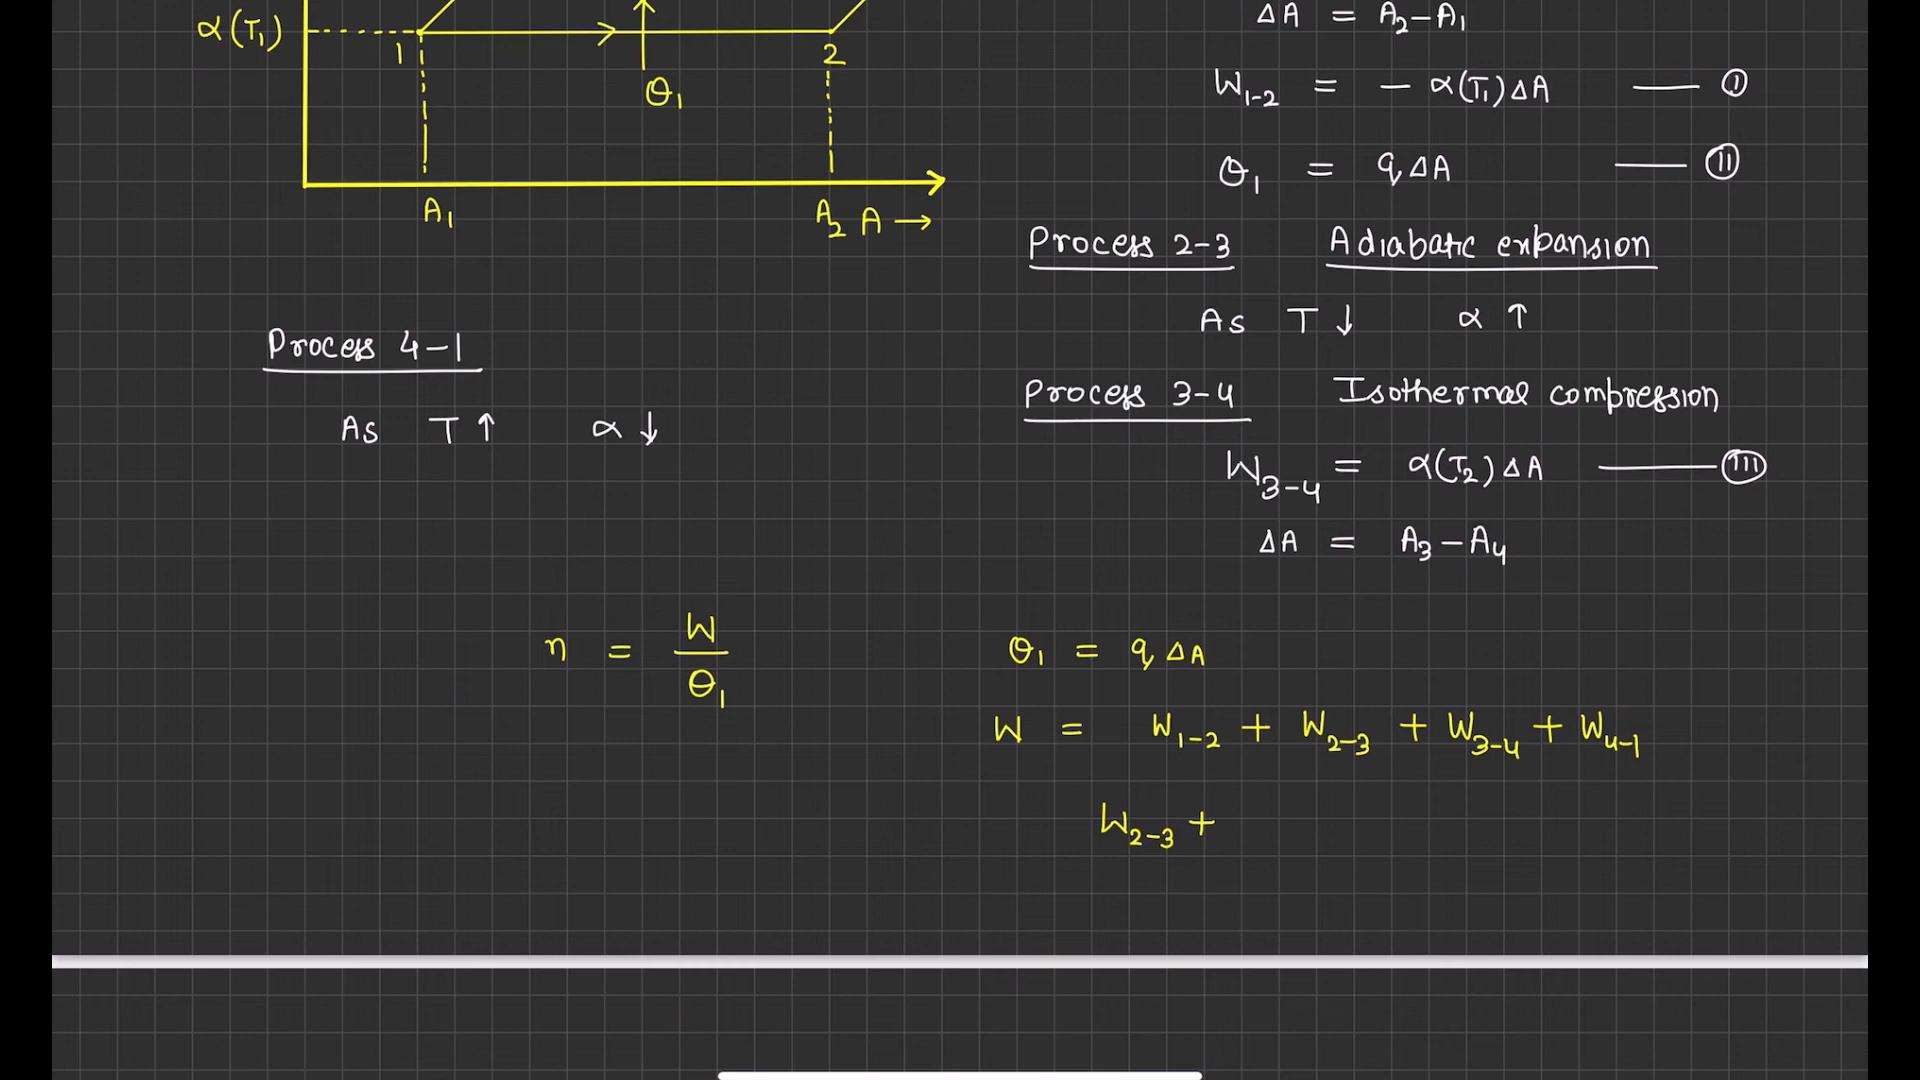 α(T₁)
1
2
θ₁
A₁
A₂ A →
ΔA = A₂-A₁
W₁₋₂ = - α(T₁)ΔA —— Ⓘ
θ₁ = qΔA —— Ⓘⓘ
Process 2-3 Adiabatic expansion
As T ↓ α ↑
Process 3-4 Isothermal compression
W₃₋₄ = α(T₂)ΔA —— (III)
ΔA = A₃-A₄
Process 4-1
As T ↑ α ↓
η = W/θ₁
θ₁ = qΔA
W = W₁₋₂ + W₂₋₃ + W₃₋₄ + W₄₋₁
W₂₋₃ +